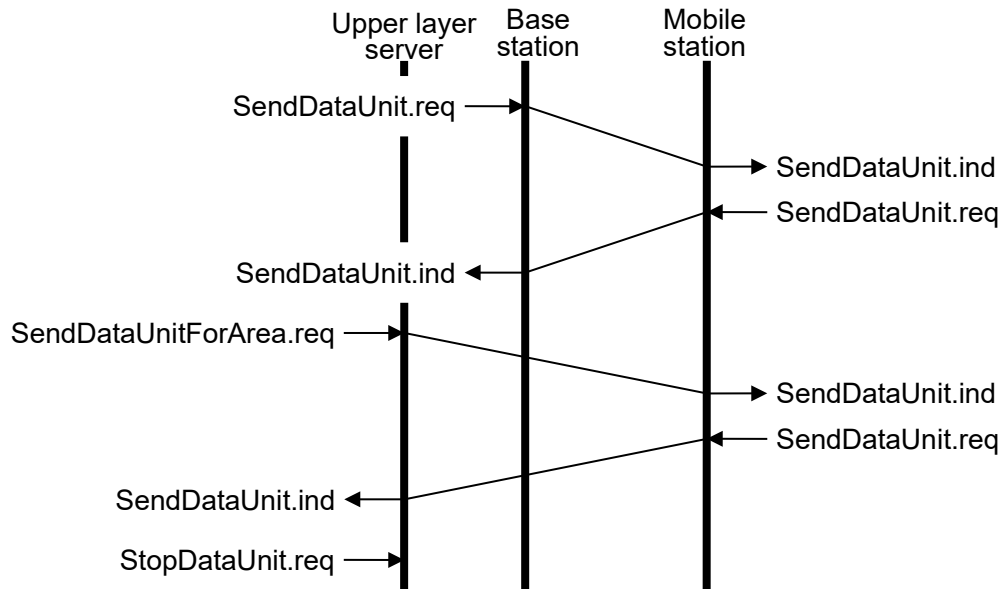 Upper layer
server
Base
station
Mobile
station
SendDataUnit.req
SendDataUnit.ind
SendDataUnit.req
SendDataUnit.ind
SendDataUnitForArea.req
SendDataUnit.ind
SendDataUnit.req
SendDataUnit.ind
StopDataUnit.req